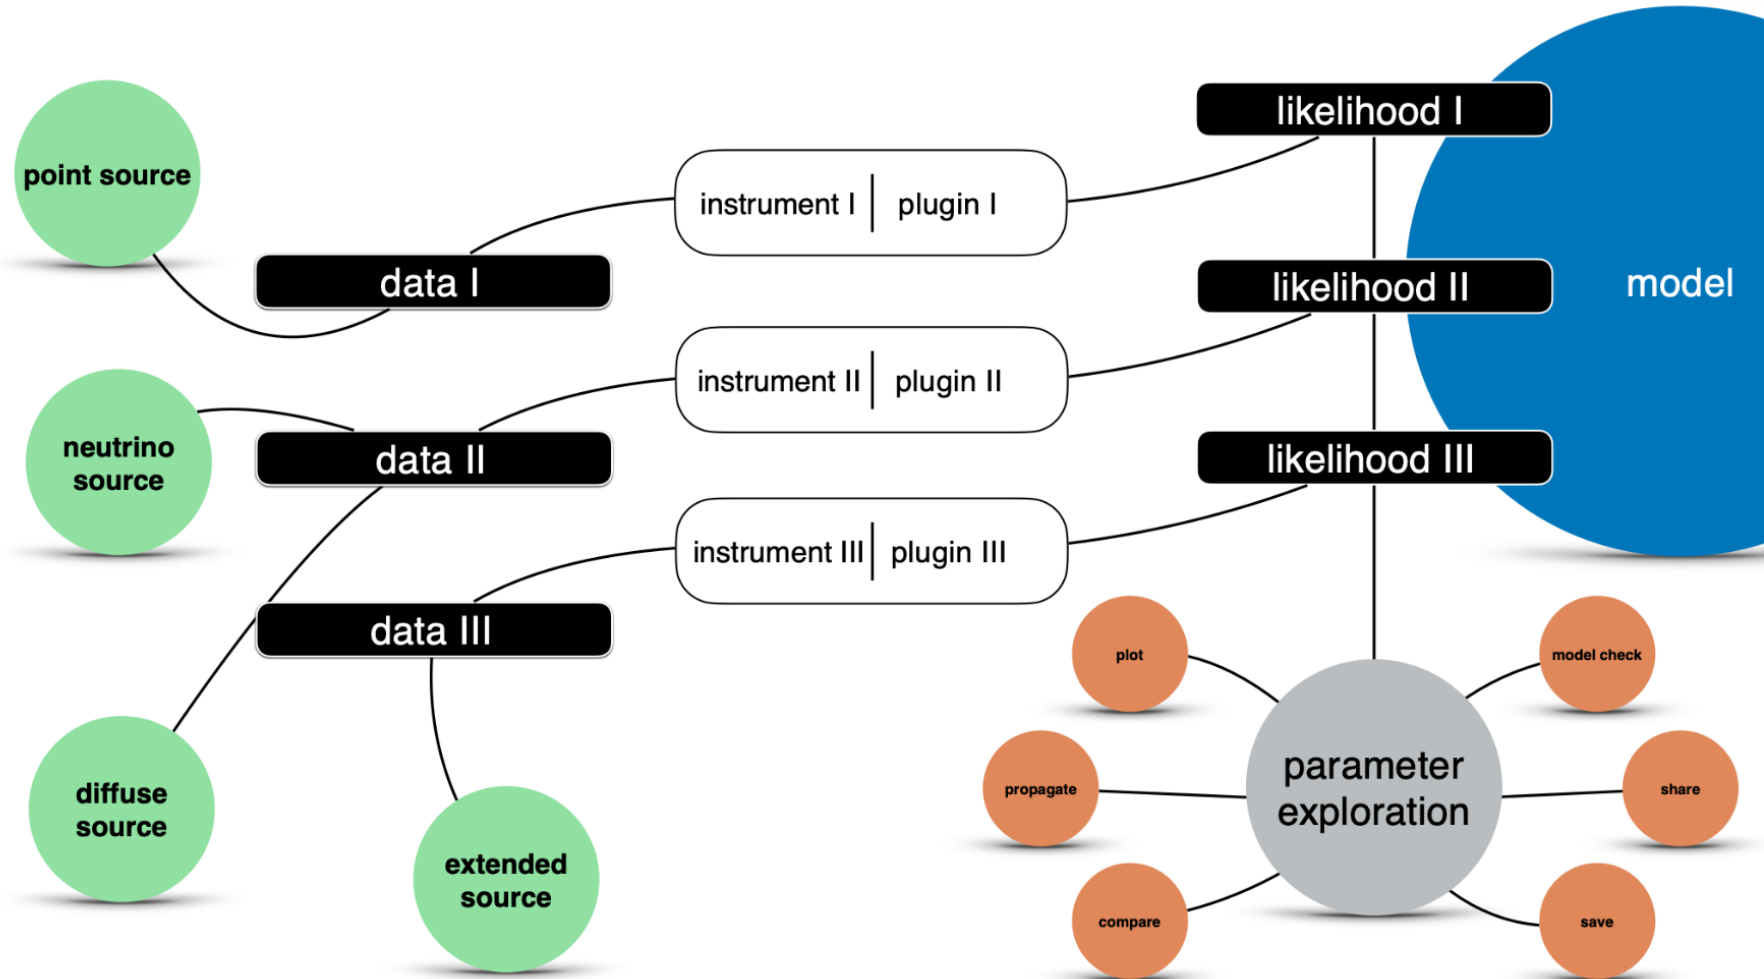 point source
data I
instrument I
plugin I
likelihood I
neutrino
source
data II
instrument II
plugin II
likelihood II
model
diffuse
source
data III
instrument III
plugin III
likelihood III
extended
source
parameter
exploration
plot
model check
propagate
share
compare
save